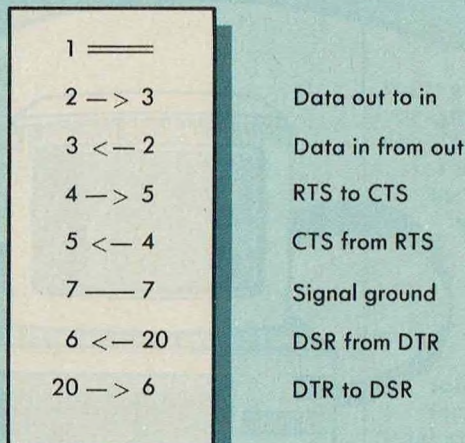 1 ═══
2 —> 3 Data out to in
3 <— 2 Data in from out
4 —> 5 RTS to CTS
5 <— 4 CTS from RTS
7 —— 7 Signal ground
6 <— 20 DSR from DTR
20 —> 6 DTR to DSR